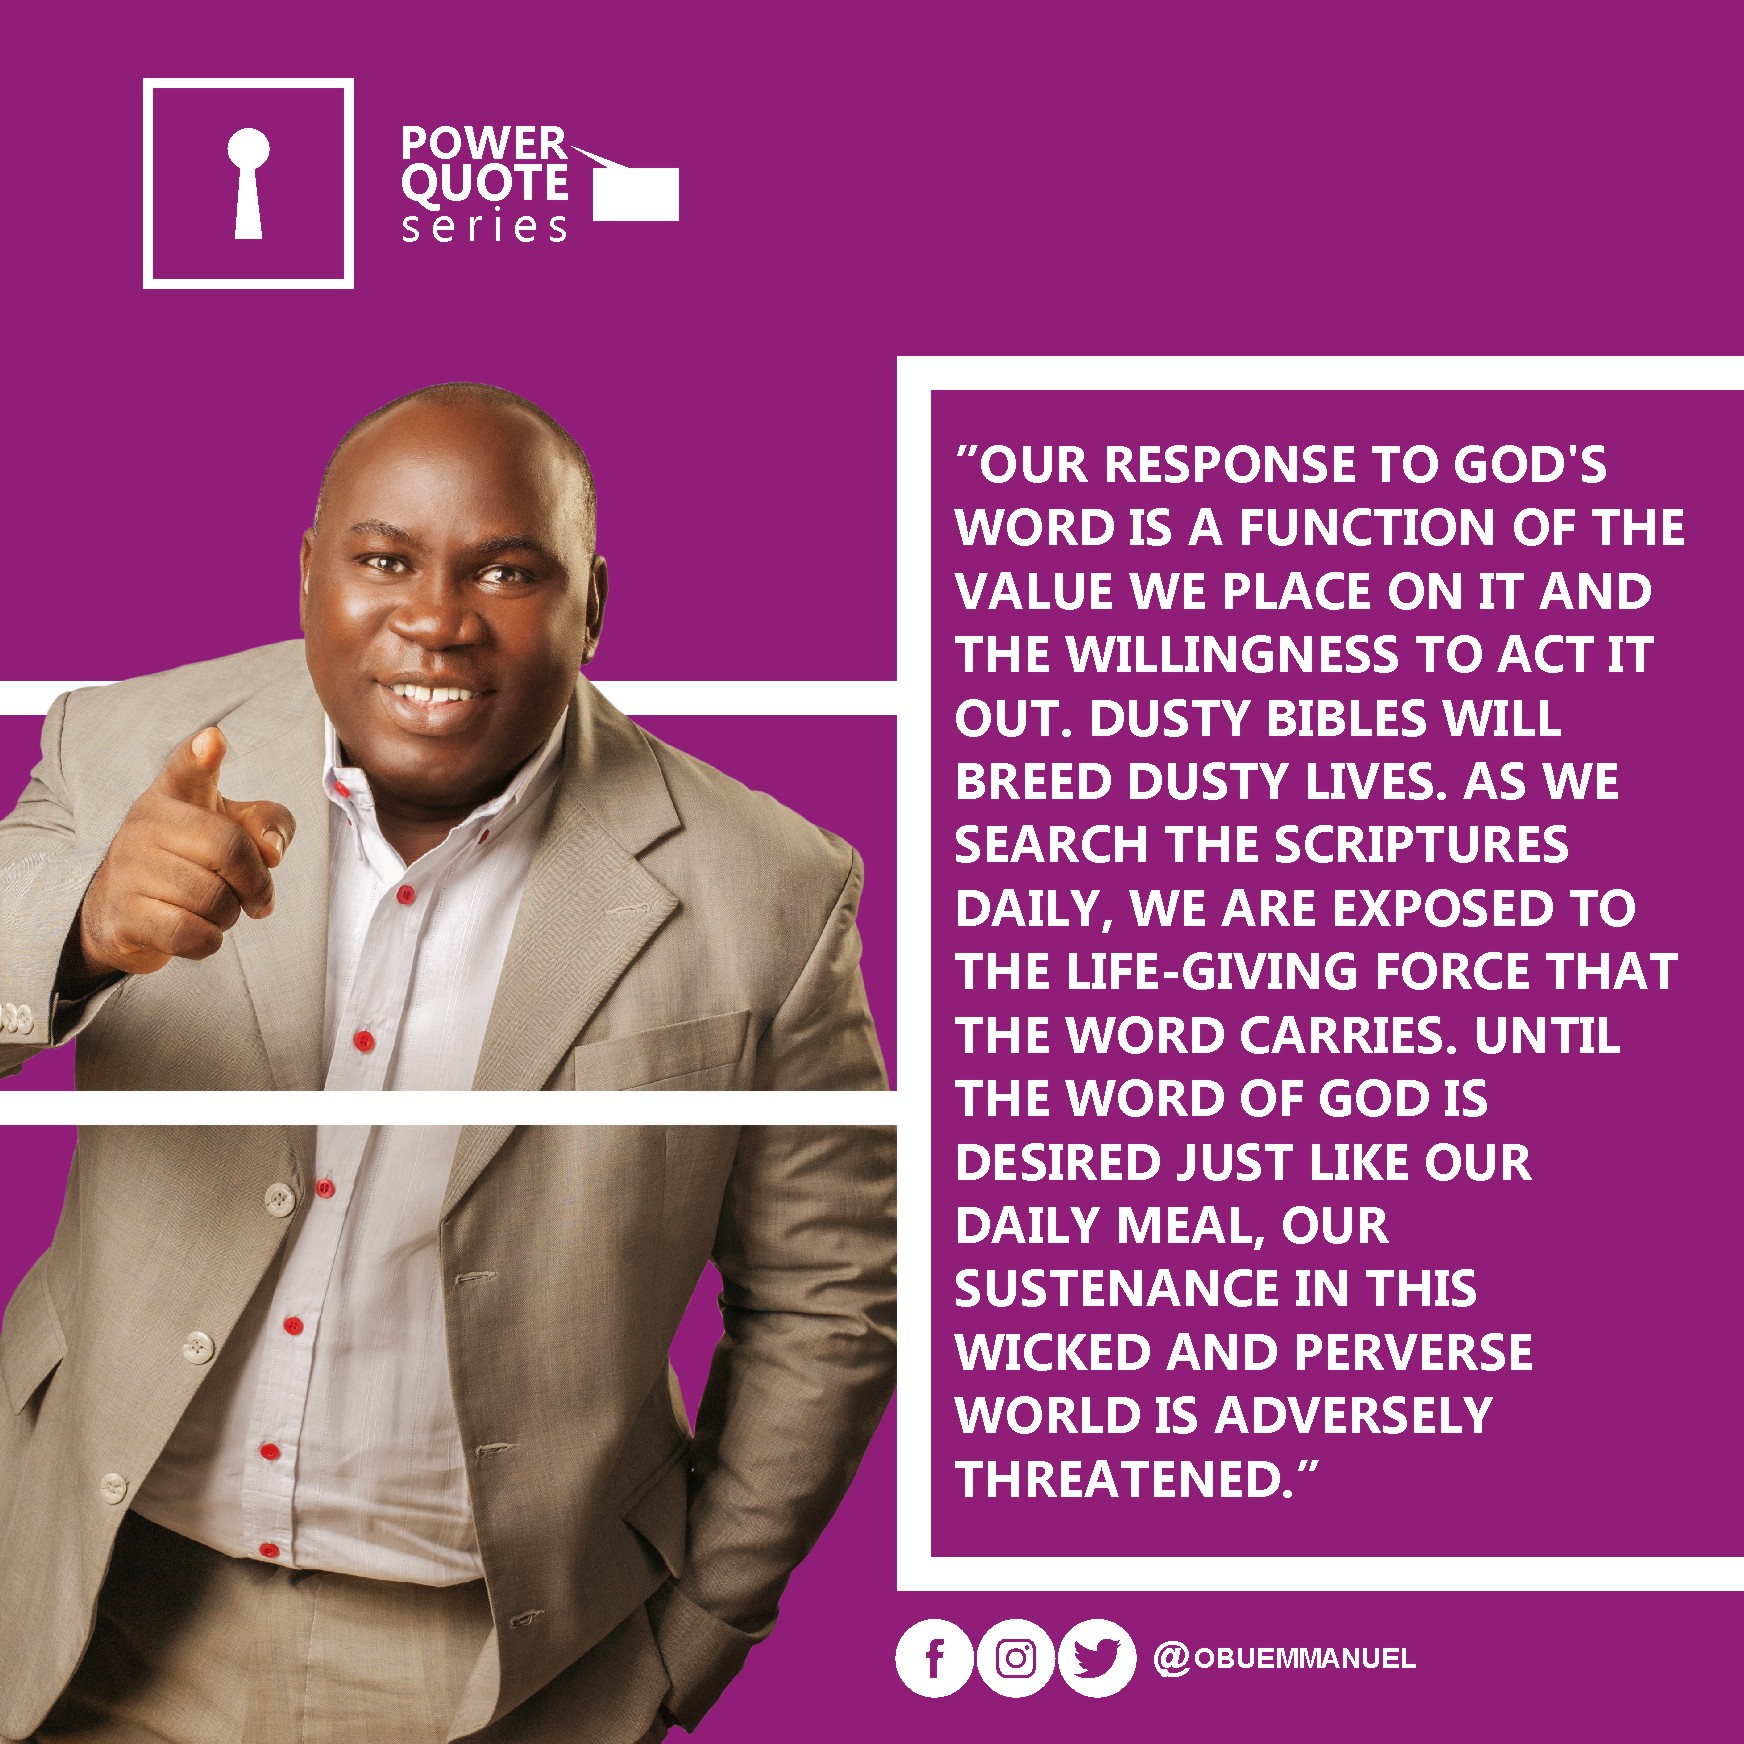 POWER
QUOTE
series
"OUR RESPONSE TO GOD'S
WORD IS A FUNCTION OF THE
VALUE WE PLACE ON IT AND
THE WILLINGNESS TO ACT IT
OUT. DUSTY BIBLES WILL
BREED DUSTY LIVES. AS WE
SEARCH THE SCRIPTURES
DAILY, WE ARE EXPOSED TO
THE LIFE-GIVING FORCE THAT
THE WORD CARRIES. UNTIL
THE WORD OF GOD IS
DESIRED JUST LIKE OUR
DAILY MEAL, OUR
SUSTENANCE IN THIS
WICKED AND PERVERSE
WORLD IS ADVERSELY
THREATENED."
@OBUEMMANUEL